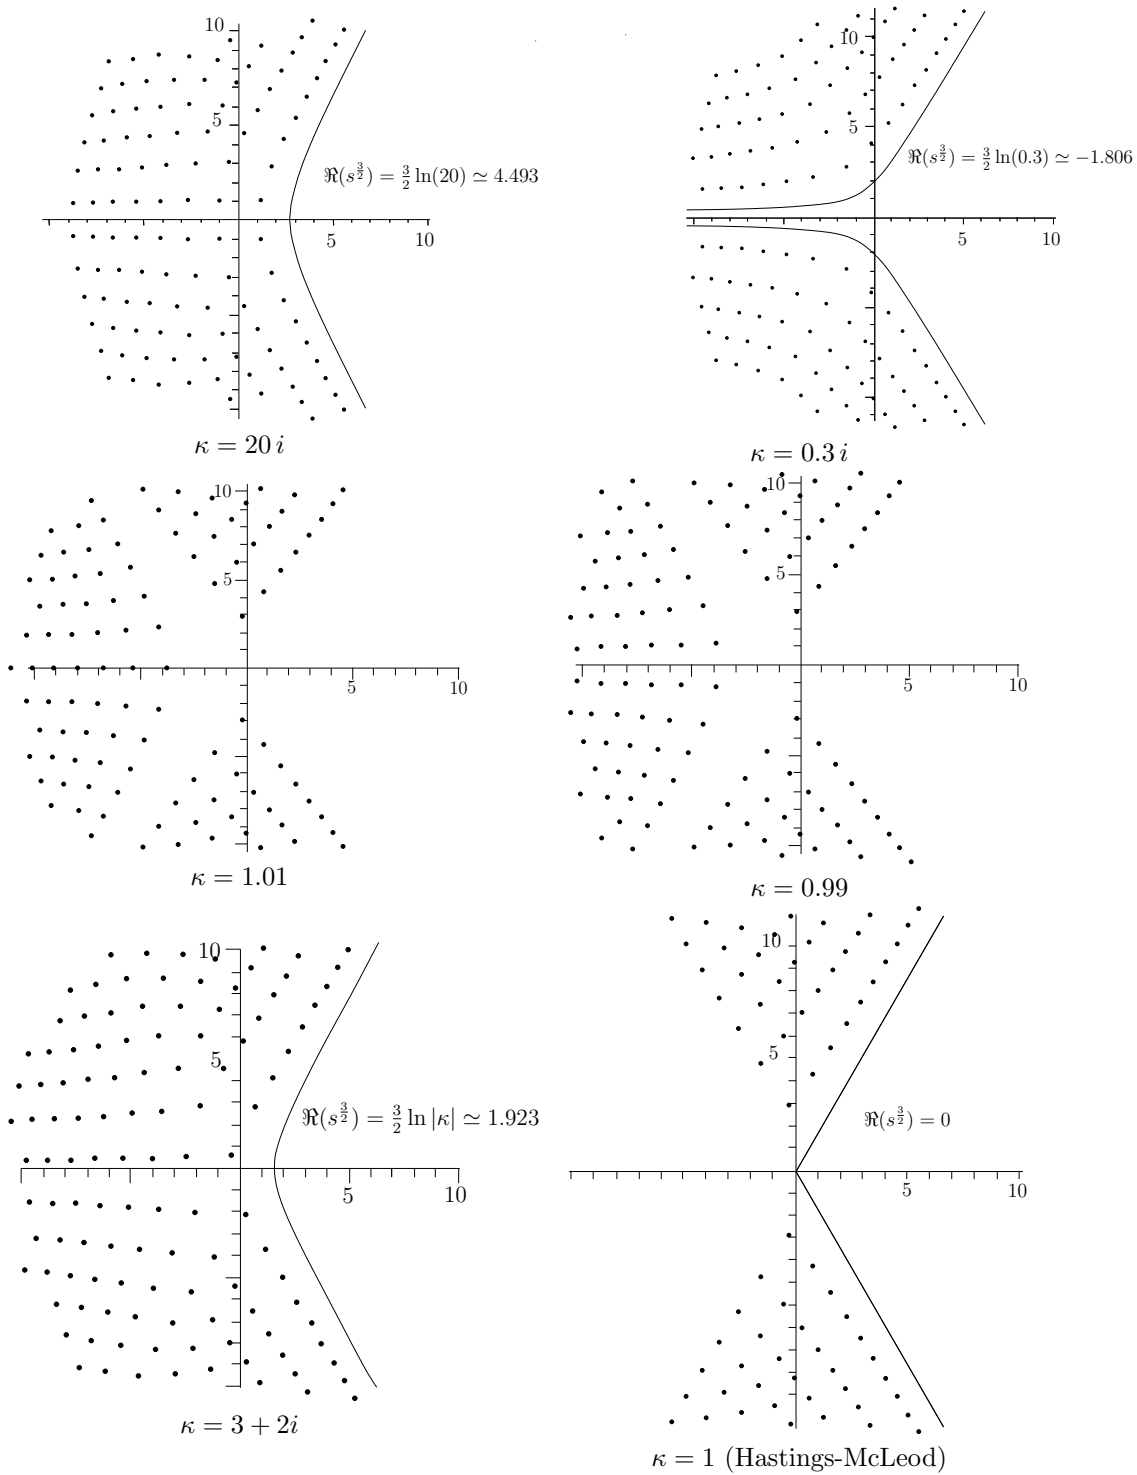 10
5
5
10
ℜ(s^{3/2}) = 3/2 ln(20) ≃ 4.493
κ = 20 i
10
5
5
10
ℜ(s^{3/2}) = 3/2 ln(0.3) ≃ −1.806
κ = 0.3 i
10
5
5
10
κ = 1.01
10
5
5
10
κ = 0.99
10
5
5
10
ℜ(s^{3/2}) = 3/2 ln |κ| ≃ 1.923
κ = 3 + 2i
10
5
5
10
ℜ(s^{3/2}) = 0
κ = 1 (Hastings-McLeod)